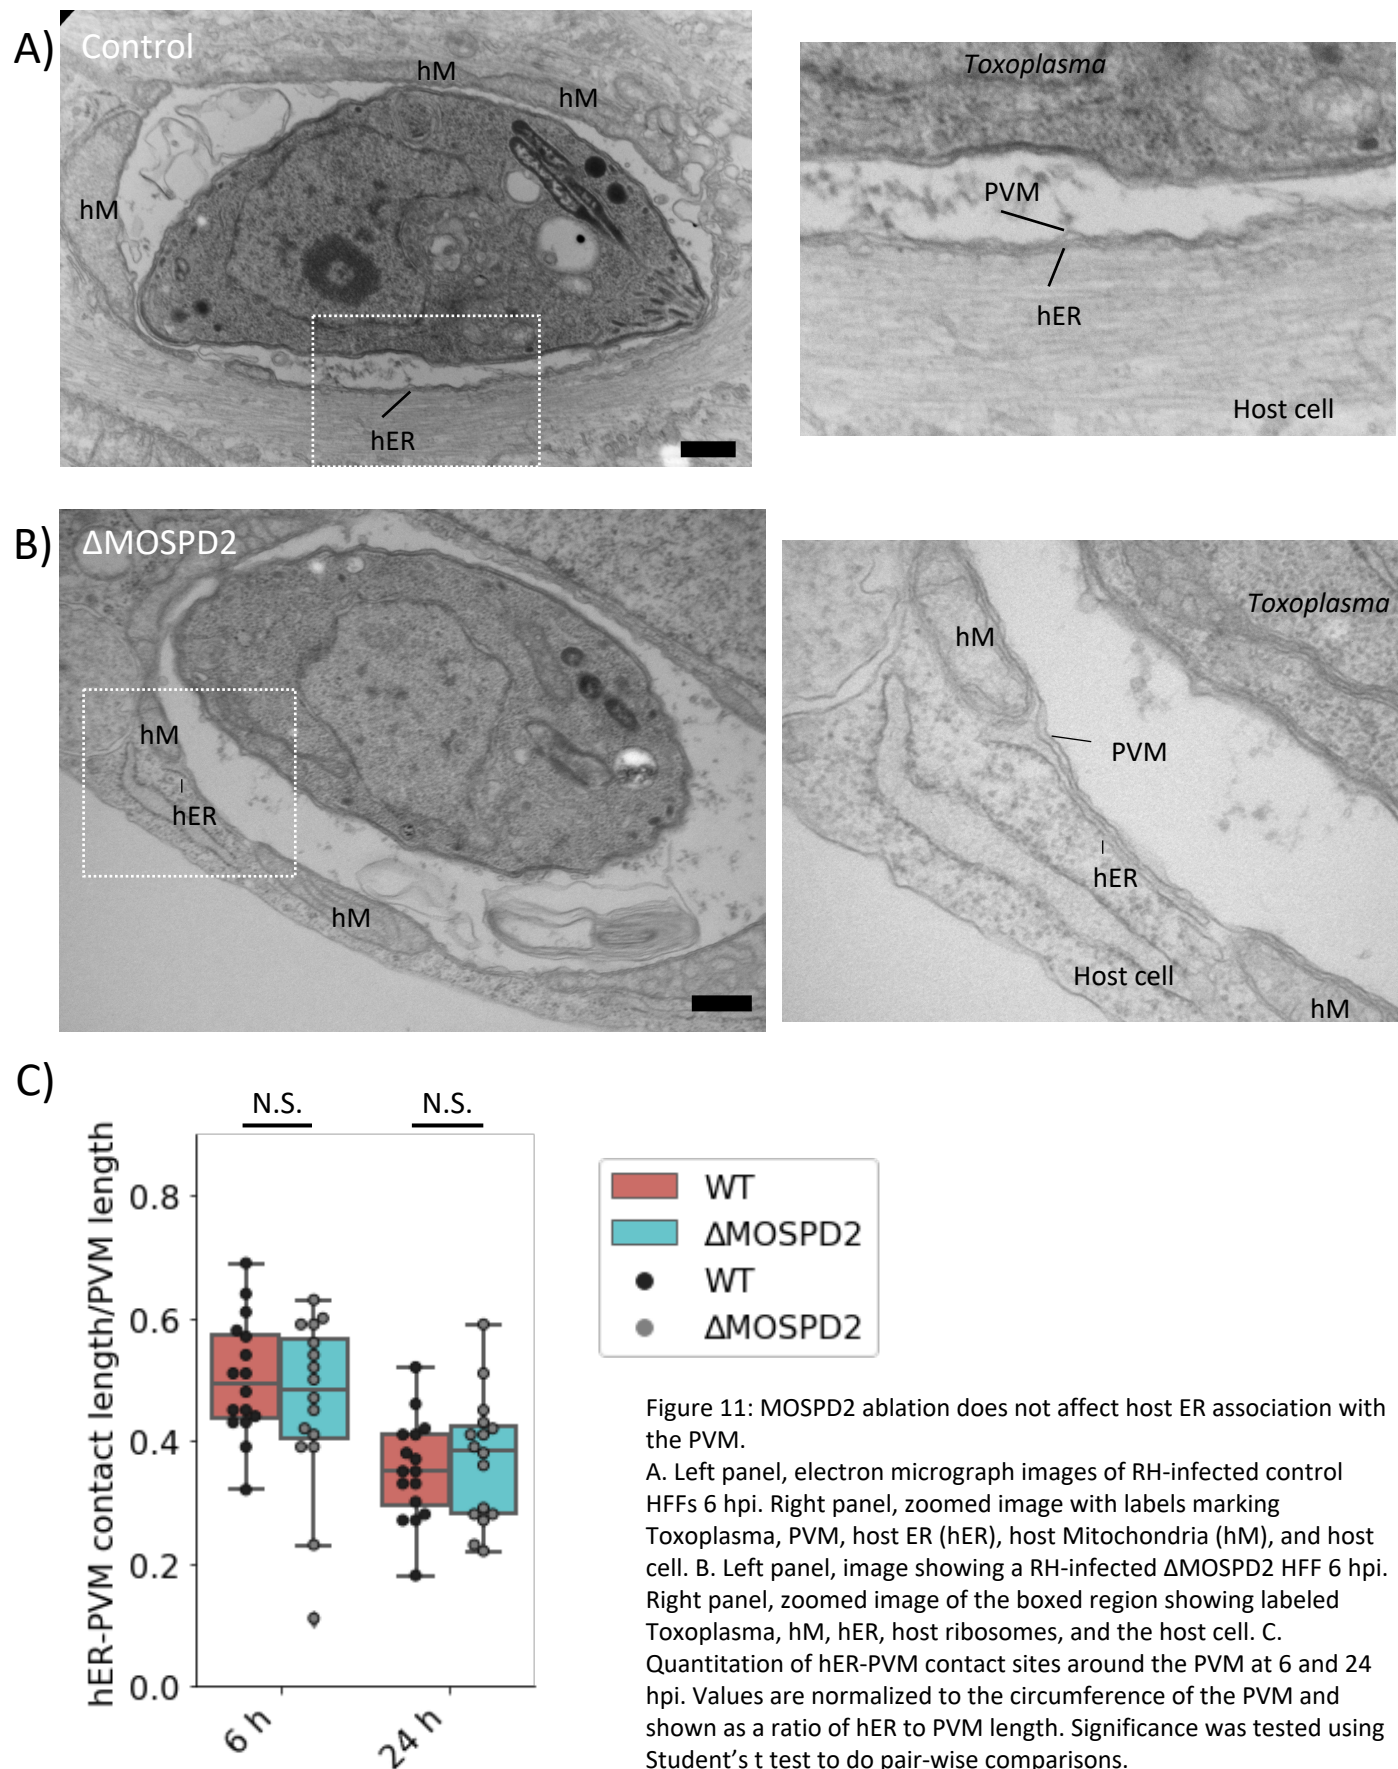 A)
Control
hM
hM
hM
hER
Toxoplasma
PVM
hER
Host cell
B)
ΔMOSPD2
hM
hER
hM
Toxoplasma
hM
PVM
hER
Host cell
hM
C)
N.S.
N.S.
hER-PVM contact length/PVM length
0.8
0.6
0.4
0.2
0.0
6 h
24 h
WT
ΔMOSPD2
WT
ΔMOSPD2
Figure 11: MOSPD2 ablation does not affect host ER association with
the PVM.
A. Left panel, electron micrograph images of RH-infected control
HFFs 6 hpi. Right panel, zoomed image with labels marking
Toxoplasma, PVM, host ER (hER), host Mitochondria (hM), and host
cell. B. Left panel, image showing a RH-infected ΔMOSPD2 HFF 6 hpi.
Right panel, zoomed image of the boxed region showing labeled
Toxoplasma, hM, hER, host ribosomes, and the host cell. C.
Quantitation of hER-PVM contact sites around the PVM at 6 and 24
hpi. Values are normalized to the circumference of the PVM and
shown as a ratio of hER to PVM length. Significance was tested using
Student's t test to do pair-wise comparisons.